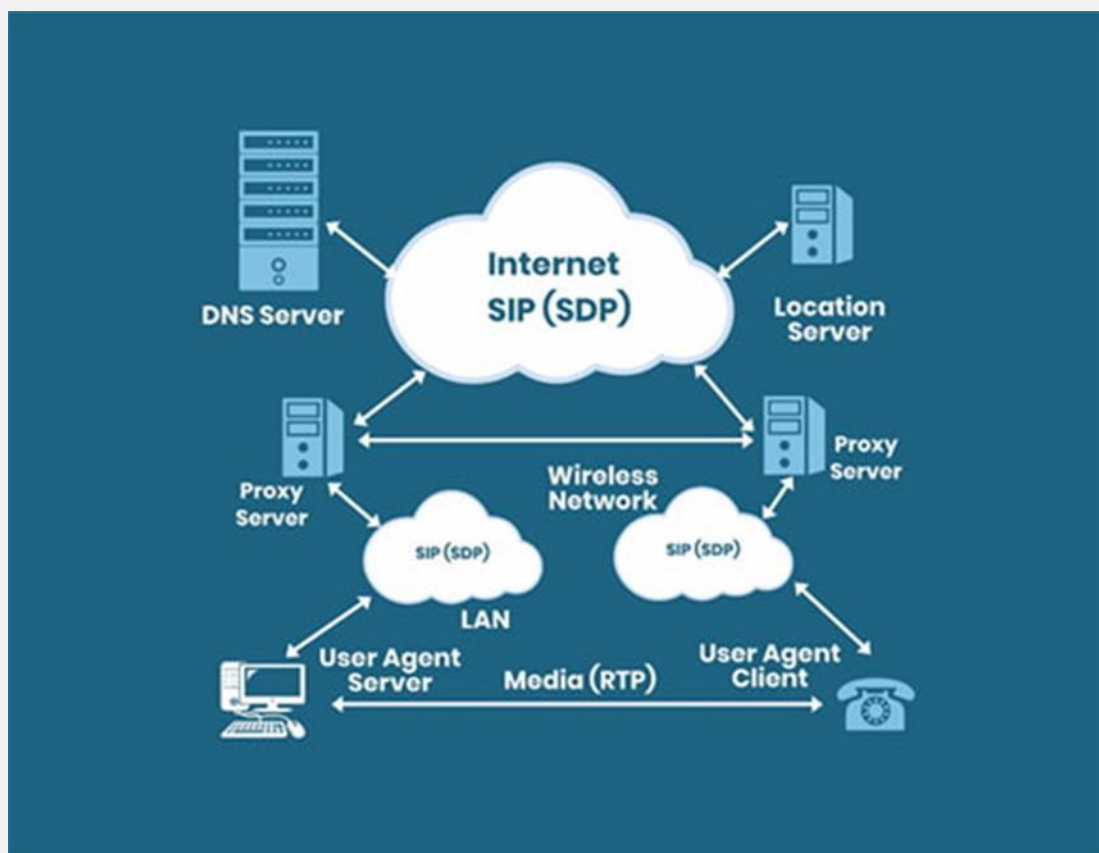 Internet
SIP (SDP)
DNS Server
Location
Server
Proxy
Server
Wireless
Network
Proxy
Server
SIP (SDP)
SIP (SDP)
LAN
User Agent
Server
Media (RTP)
User Agent
Client